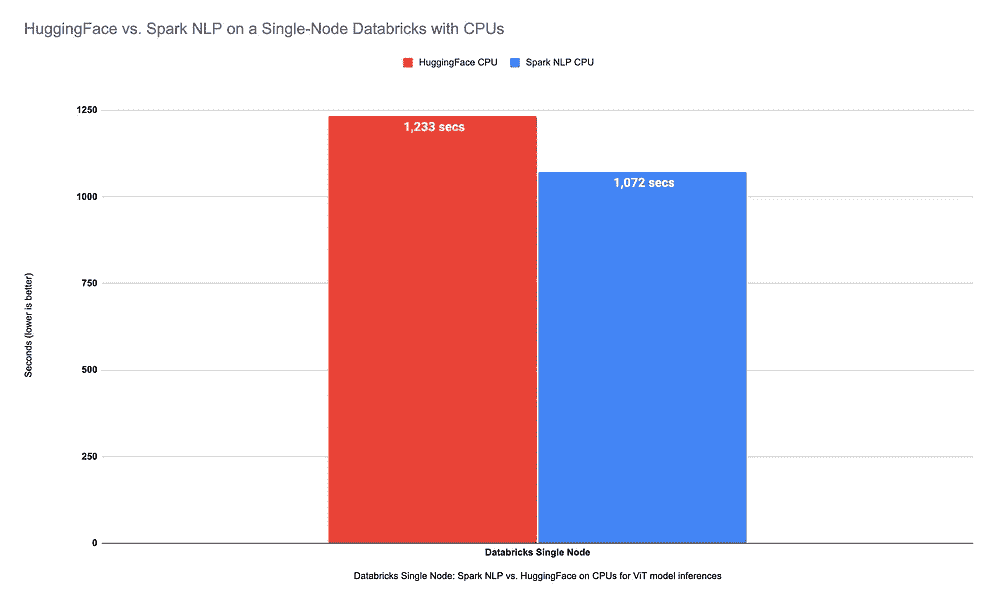 HuggingFace vs. Spark NLP on a Single-Node Databricks with CPUs
HuggingFace CPU Spark NLP CPU
1250
1,233 secs
1,072 secs
1000
750
Seconds (lower is better)
500
250
0
Databricks Single Node
Databricks Single Node: Spark NLP vs. HuggingFace on CPUs for ViT model inferences